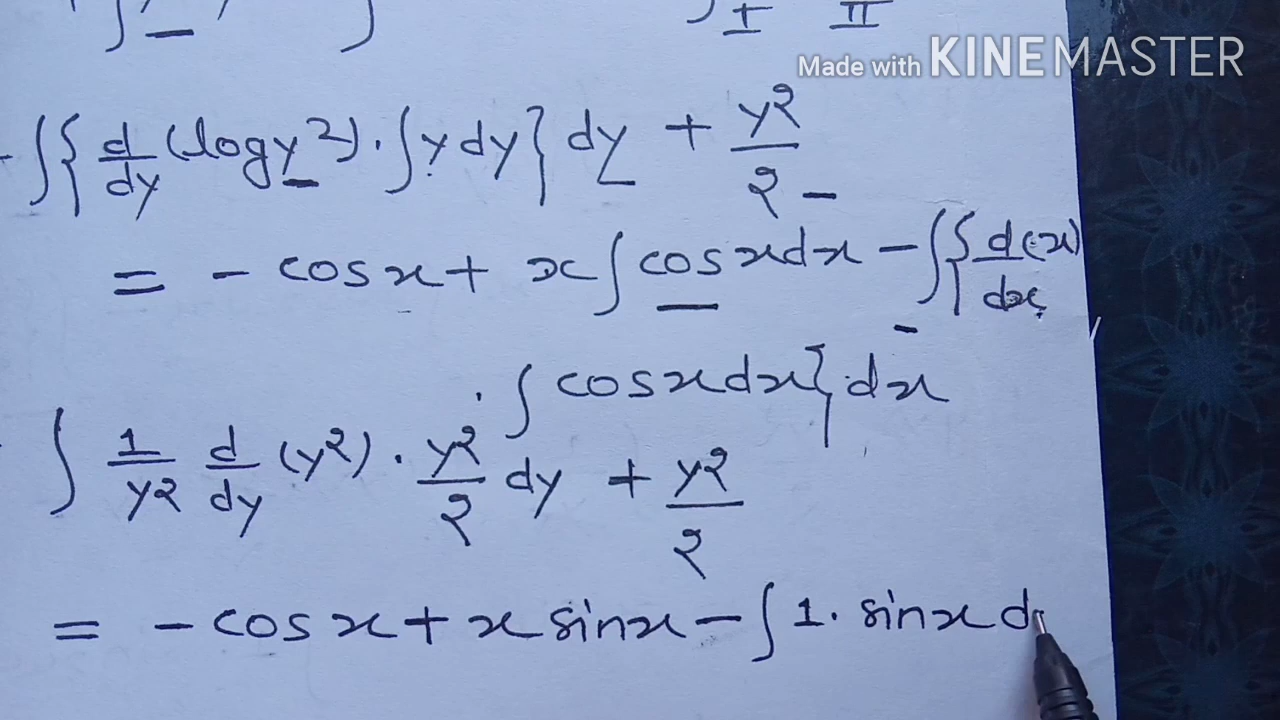 ∫ ∫ ∫ I II
Made with KINEMASTER
- ∫{ d/dy (log y²) . ∫ y dy } dy + y²/2
= - cos x + x ∫ cos x dx - ∫{ d(x)/dx
. ∫ cos x dx } dx
∫ 1/y² d/dy (y²) . y²/2 dy + y²/2
= - cos x + x sin x - ∫ 1. sin x d